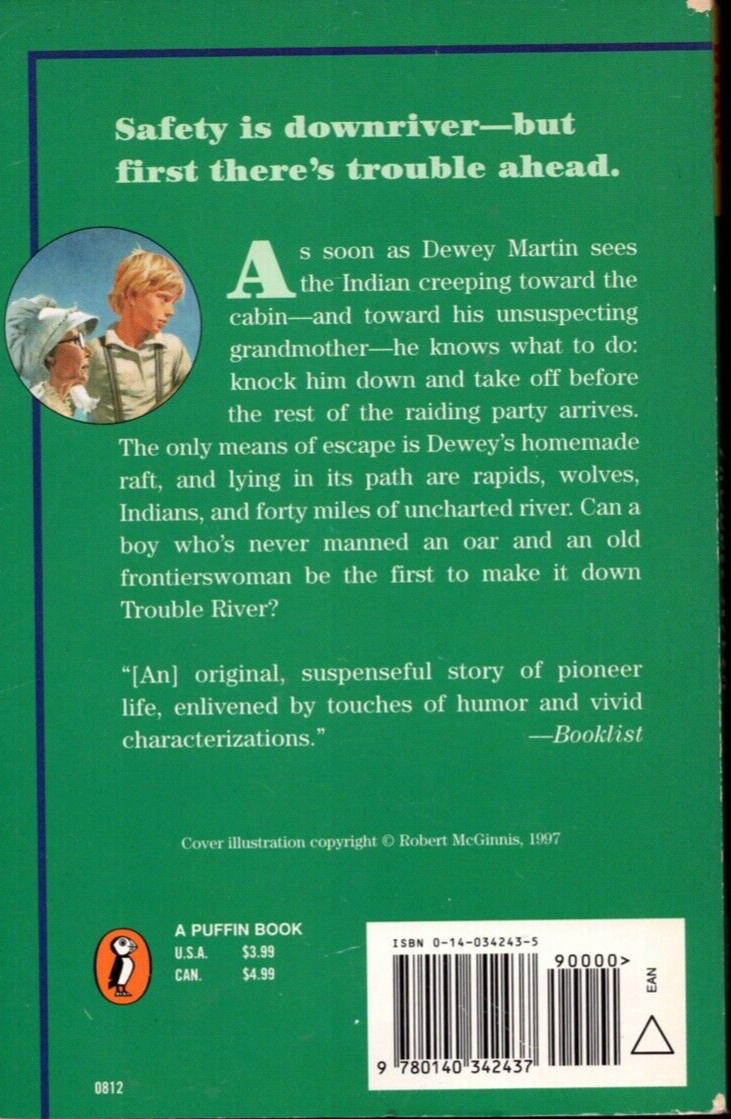 Safety is downriver—but
first there's trouble ahead.
As soon as Dewey Martin sees
the Indian creeping toward the
cabin—and toward his unsuspecting
grandmother—he knows what to do:
knock him down and take off before
the rest of the raiding party arrives.
The only means of escape is Dewey's homemade
raft, and lying in its path are rapids, wolves,
Indians, and forty miles of uncharted river. Can a
boy who's never manned an oar and an old
frontierswoman be the first to make it down
Trouble River?
“[An] original, suspenseful story of pioneer
life, enlivened by touches of humor and vivid
characterizations.” —Booklist
Cover illustration copyright © Robert McGinnis, 1997
A PUFFIN BOOK
U.S.A. $3.99
CAN. $4.99
ISBN 0-14-034243-5
90000>
EAN
9 780140 342437
0812